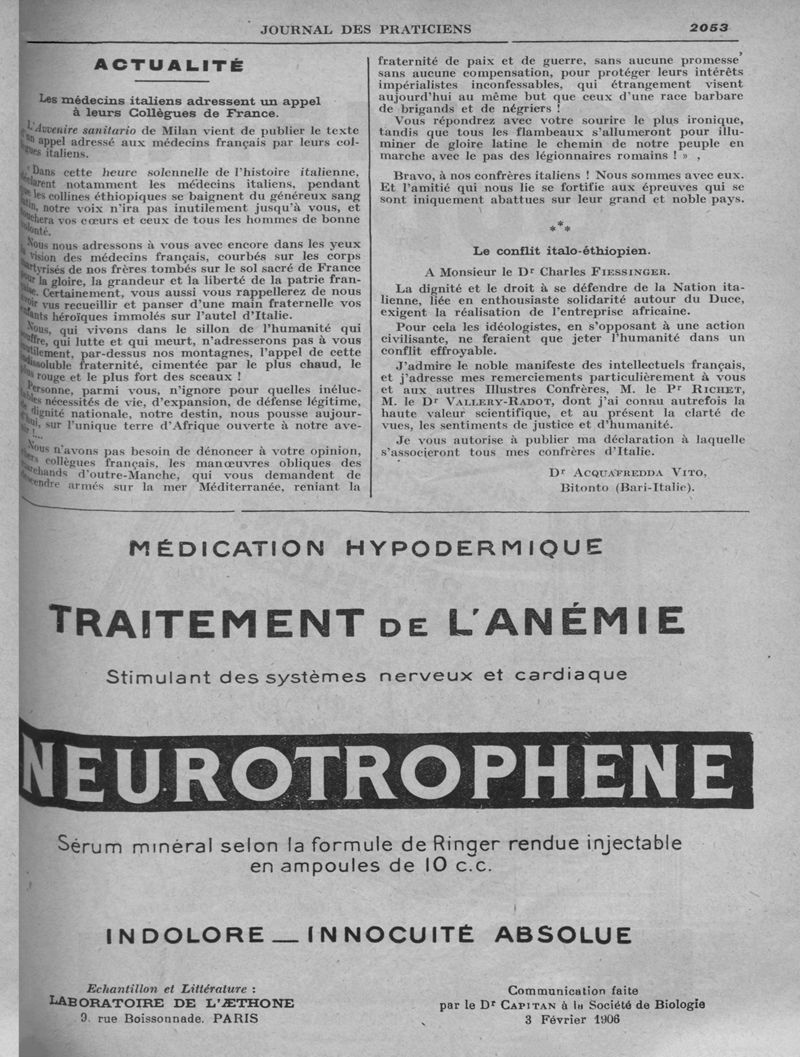 JOURNAL DES PRATICIENS 2053
ACTUALITÉ
Les médecins italiens adressent un appel
à leurs Collègues de France.
L'Avvenire sanitario de Milan vient de publier le texte
un appel adressé aux médecins français par leurs col-
gues italiens.
« Dans cette heure solennelle de l'histoire italienne,
clarent notamment les médecins italiens, pendant
les collines éthiopiques se baignent du généreux sang
notre voix n'ira pas inutilement jusqu'à vous, et
chera vos cœurs et ceux de tous les hommes de bonne
lonté.
Nous nous adressons à vous avec encore dans les yeux
vision des médecins français, courbés sur les corps
rtyrisés de nos frères tombés sur le sol sacré de France
la gloire, la grandeur et la liberté de la patrie fran-
Certainement, vous aussi vous rappellerez de nous
voir vus recueillir et panser d'une main fraternelle vos
fants héroïques immolés sur l'autel d'Italie.
Nous, qui vivons dans le sillon de l'humanité qui
ffre, qui lutte et qui meurt, n'adresserons pas à vous
utilement, par-dessus nos montagnes, l'appel de cette
dissoluble fraternité, cimentée par le plus chaud, le
rouge et le plus fort des sceaux !
Personne, parmi vous, n'ignore pour quelles inéluc-
bles nécessités de vie, d'expansion, de défense légitime,
dignité nationale, notre destin, nous pousse aujour-
hui, sur l'unique terre d'Afrique ouverte à notre ave-
!...
Nous n'avons pas besoin de dénoncer à votre opinion,
collègues français, les manœuvres obliques des
rchands d'outre-Manche, qui vous demandent de
cendre armés sur la mer Méditerranée, reniant la
fraternité de paix et de guerre, sans aucune promesse'
sans aucune compensation, pour protéger leurs intérêts
impérialistes inconfessables, qui étrangement visent
aujourd'hui au même but que ceux d'une race barbare
de brigands et de négriers !
Vous répondrez avec votre sourire le plus ironique,
tandis que tous les flambeaux s'allumeront pour illu-
miner de gloire latine le chemin de notre peuple en
marche avec le pas des légionnaires romains ! » ,
Bravo, à nos confrères italiens ! Nous sommes avec eux.
Et l'amitié qui nous lie se fortifie aux épreuves qui se
sont iniquement abattues sur leur grand et noble pays.
*
* *
Le conflit italo-éthiopien.
A Monsieur le Dr Charles FIESSINGER.
La dignité et le droit à se défendre de la Nation ita-
lienne, liée en enthousiaste solidarité autour du Duce,
exigent la réalisation de l'entreprise africaine.
Pour cela les idéologistes, en s'opposant à une action
civilisante, ne feraient que jeter l'humanité dans un
conflit effroyable.
J'admire le noble manifeste des intellectuels français,
et j'adresse mes remerciements particulièrement à vous
et aux autres Illustres Confrères, M. le Pr RICHET,
M. le Dr VALLERY-RADOT, dont j'ai connu autrefois la
haute valeur scientifique, et au présent la clarté de
vues, les sentiments de justice et d'humanité.
Je vous autorise à publier ma déclaration à laquelle
s'associeront tous mes confrères d'Italie.
Dr ACQUAFREDDA VITO,
Bitonto (Bari-Italie).
MÉDICATION HYPODERMIQUE
TRAITEMENT DE L'ANÉMIE
Stimulant des systèmes nerveux et cardiaque
NEUROTROPHENE
Sérum minéral selon la formule de Ringer rendue injectable
en ampoules de 10 c.c.
INDOLORE — INNOCUITÉ ABSOLUE
Echantillon et Littérature :
LABORATOIRE DE L'ÆTHONE
9, rue Boissonnade, PARIS
Communication faite
par le Dr CAPITAN à la Société de Biologie
3 Février 1906